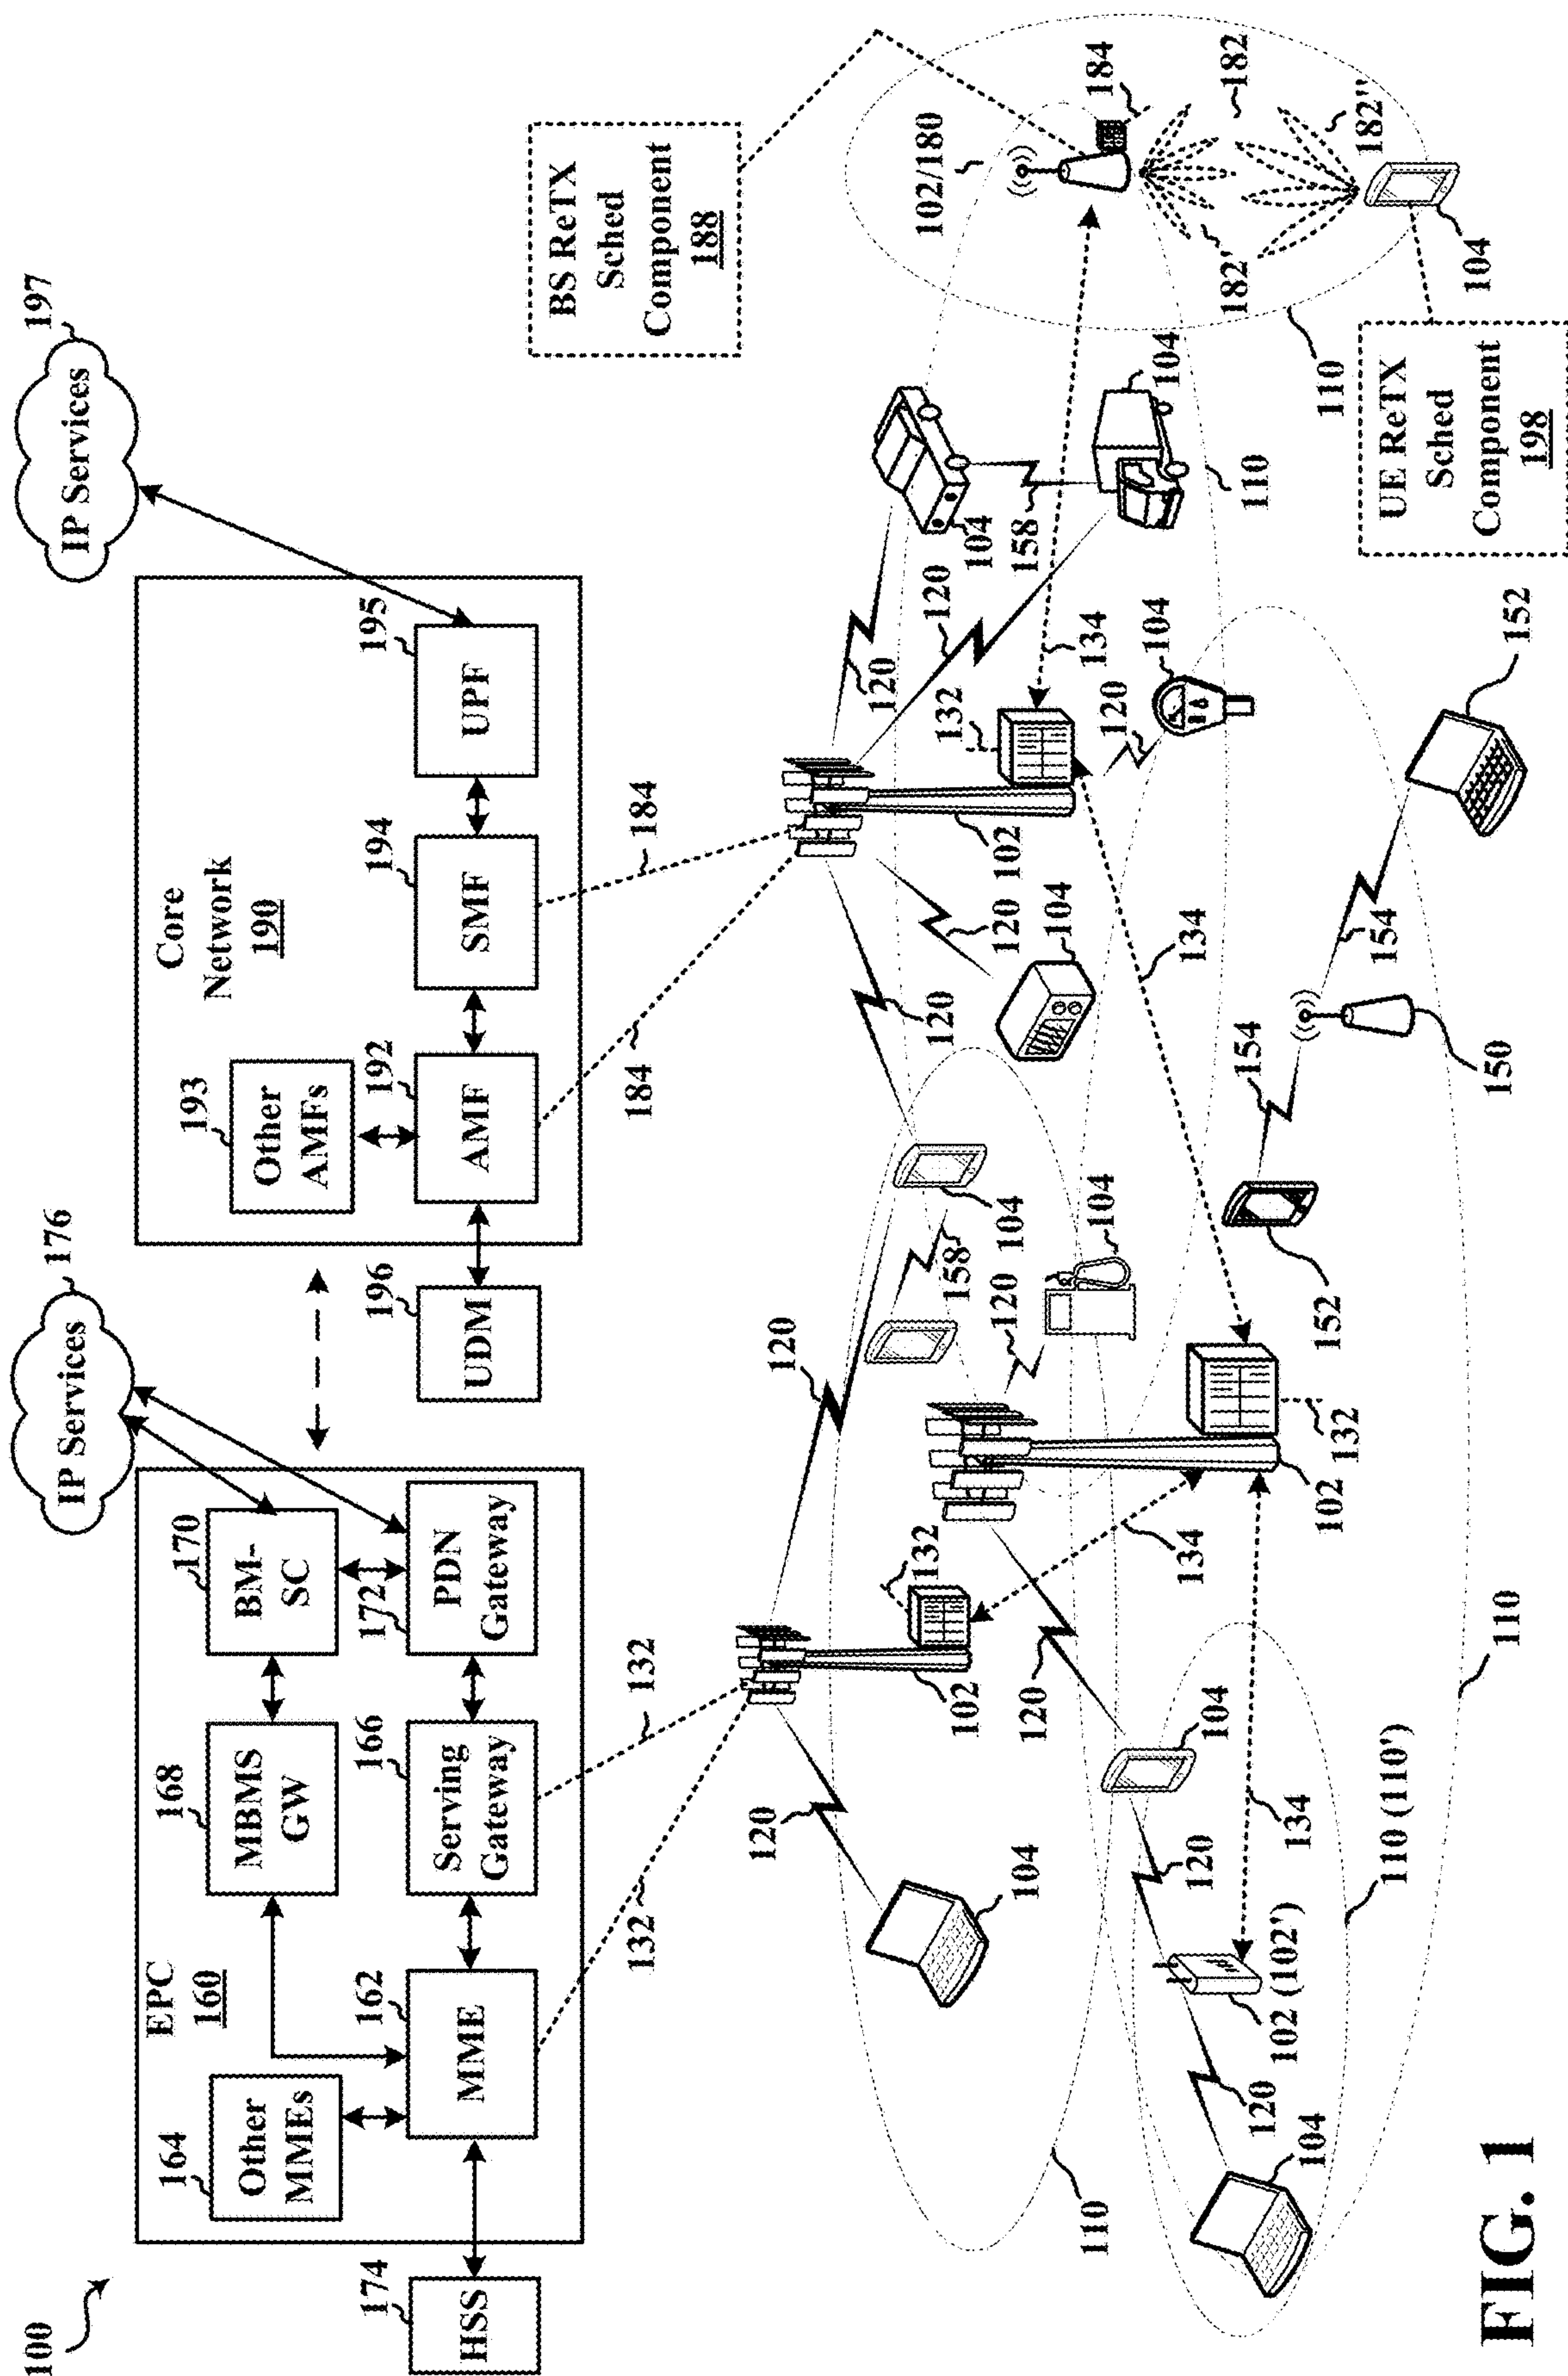 100
HSS
174
EPC
160
Other
MMEs
164
MME
162
MBMS
GW
168
Serving
Gateway
166
BM-
SC
170
PDN
Gateway
172
IP Services
176
132
132
UDM
196
Core
Network
190
Other
AMFs
193
AMF
192
SMF
194
UPF
195
IP Services
197
184
184
BS ReTX
Sched
Component
188
102/180
184
182'
182
182''
104
110
UE ReTX
Sched
Component
198
120
104
102
132
120
134
120
158
104
104
120
104
110
120
102
132
134
120
104
102
120
104
158
104
120
134
120
104
110
104
120
102 (102')
120
104
134
110 (110')
110
102
132
134
152
154
150
154
152
FIG. 1